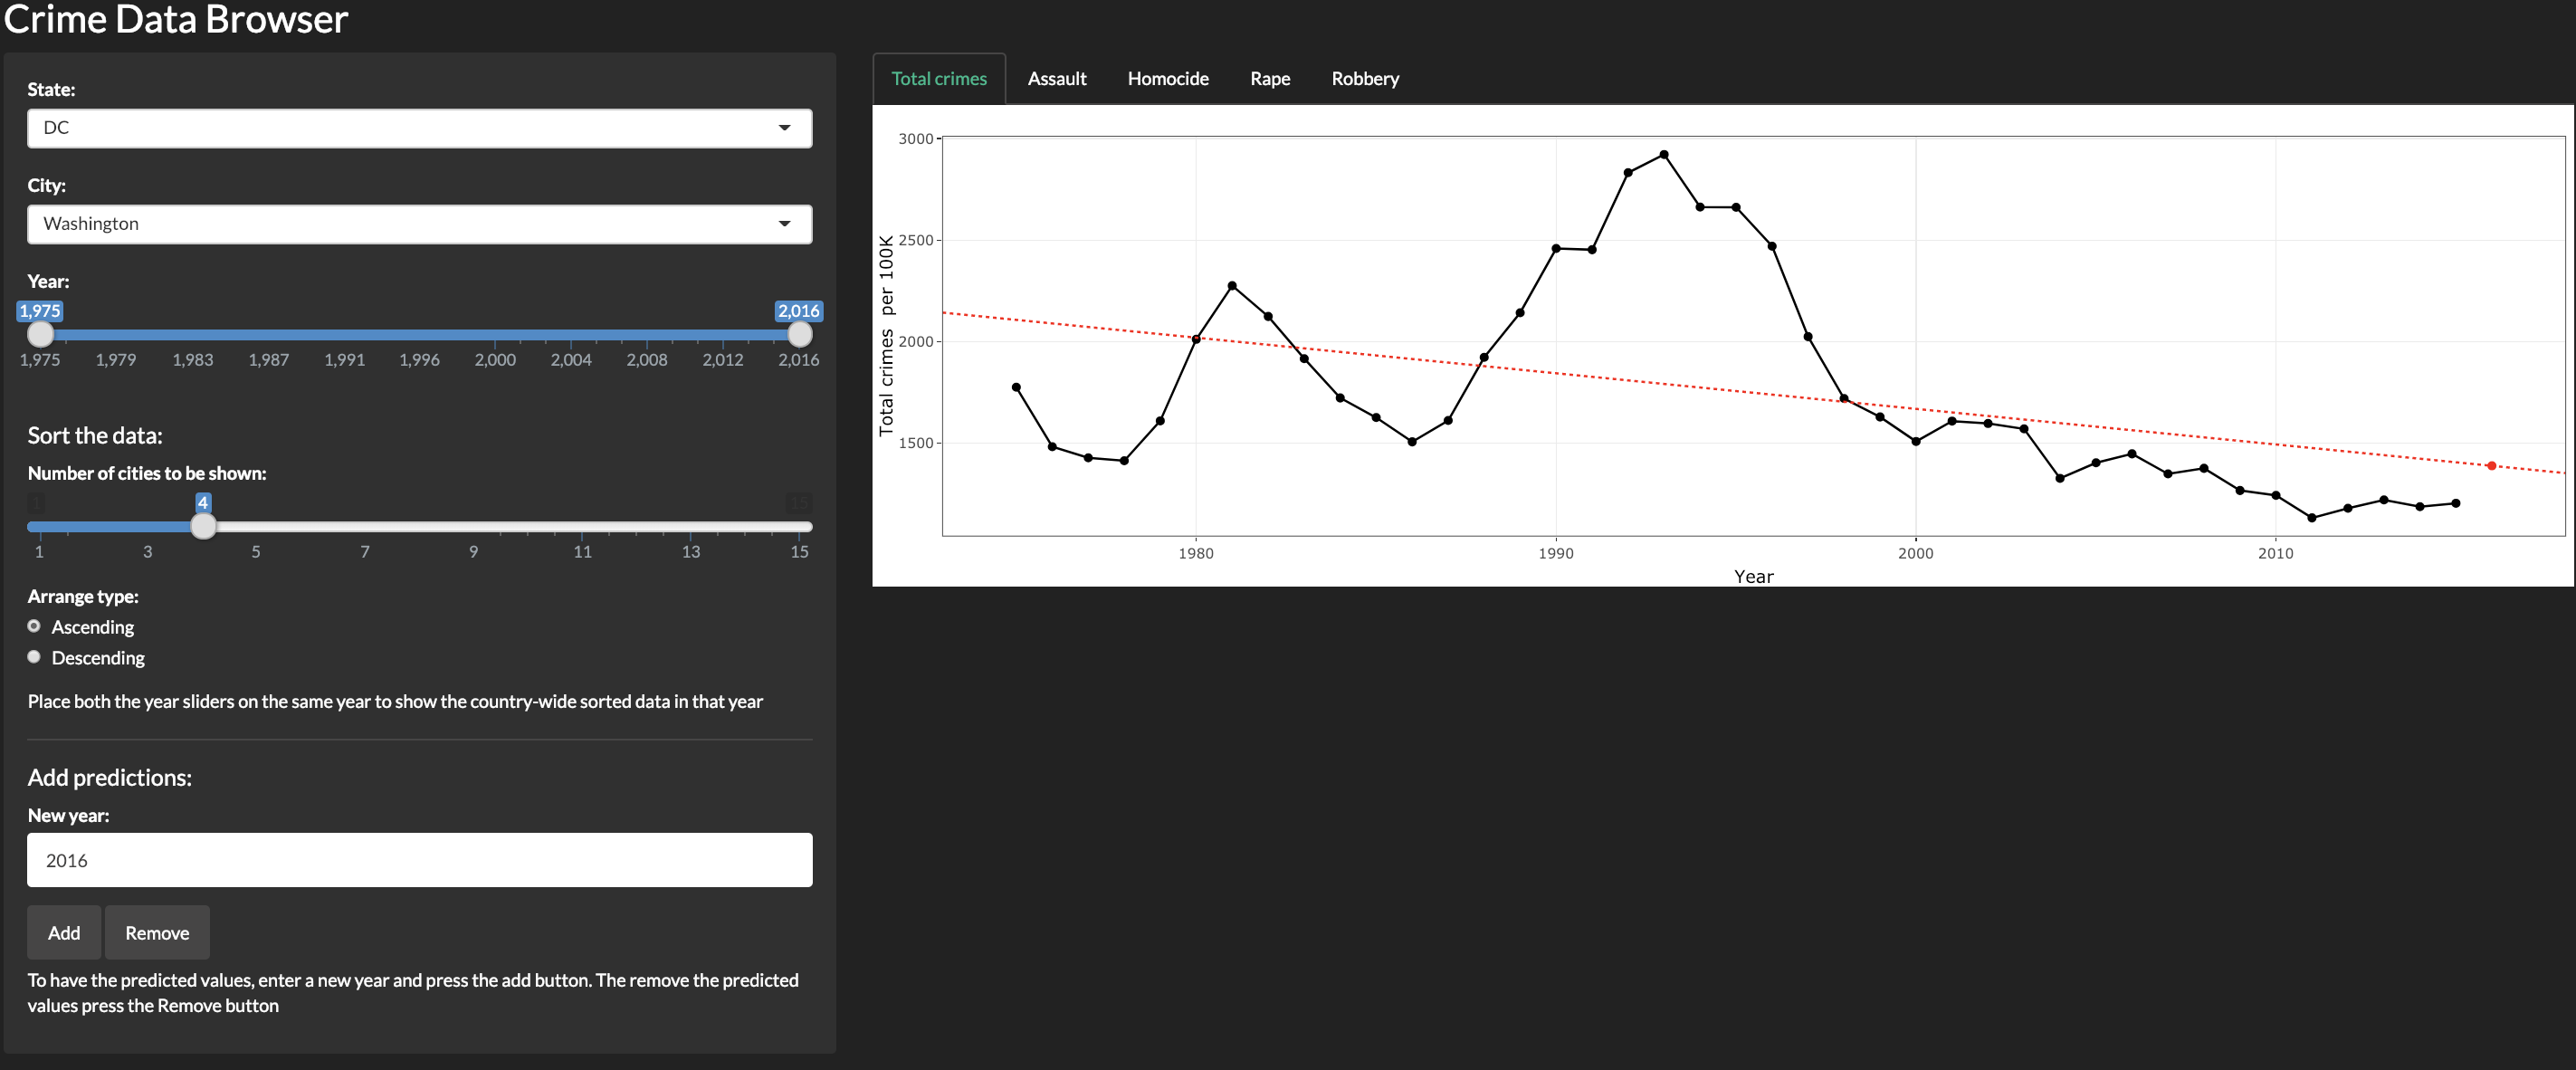 Crime Data Browser
State:
DC
City:
Washington
Year:
1,975 2,016
1,975 1,979 1,983 1,987 1,991 1,996 2,000 2,004 2,008 2,012 2,016
Sort the data:
Number of cities to be shown:
1 4 15
1 3 5 7 9 11 13 15
Arrange type:
Ascending
Descending
Place both the year sliders on the same year to show the country-wide sorted data in that year
Add predictions:
New year:
2016
Add Remove
To have the predicted values, enter a new year and press the add button. The remove the predicted
values press the Remove button
Total crimes Assault Homocide Rape Robbery
3000
2500
2000
1500
Total crimes per 100K
1980 1990 2000 2010
Year